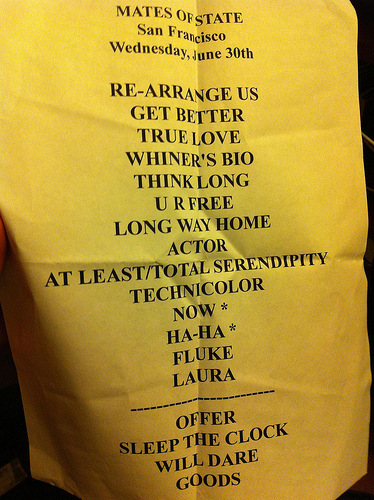 MATES OF STATE
San Francisco
Wednesday, June 30th
RE-ARRANGE US
GET BETTER
TRUE LOVE
WHINER'S BIO
THINK LONG
U R FREE
LONG WAY HOME
ACTOR
AT LEAST/TOTAL SERENDIPITY
TECHNICOLOR
NOW *
HA-HA *
FLUKE
LAURA
-----------------------
OFFER
SLEEP THE CLOCK
WILL DARE
GOODS